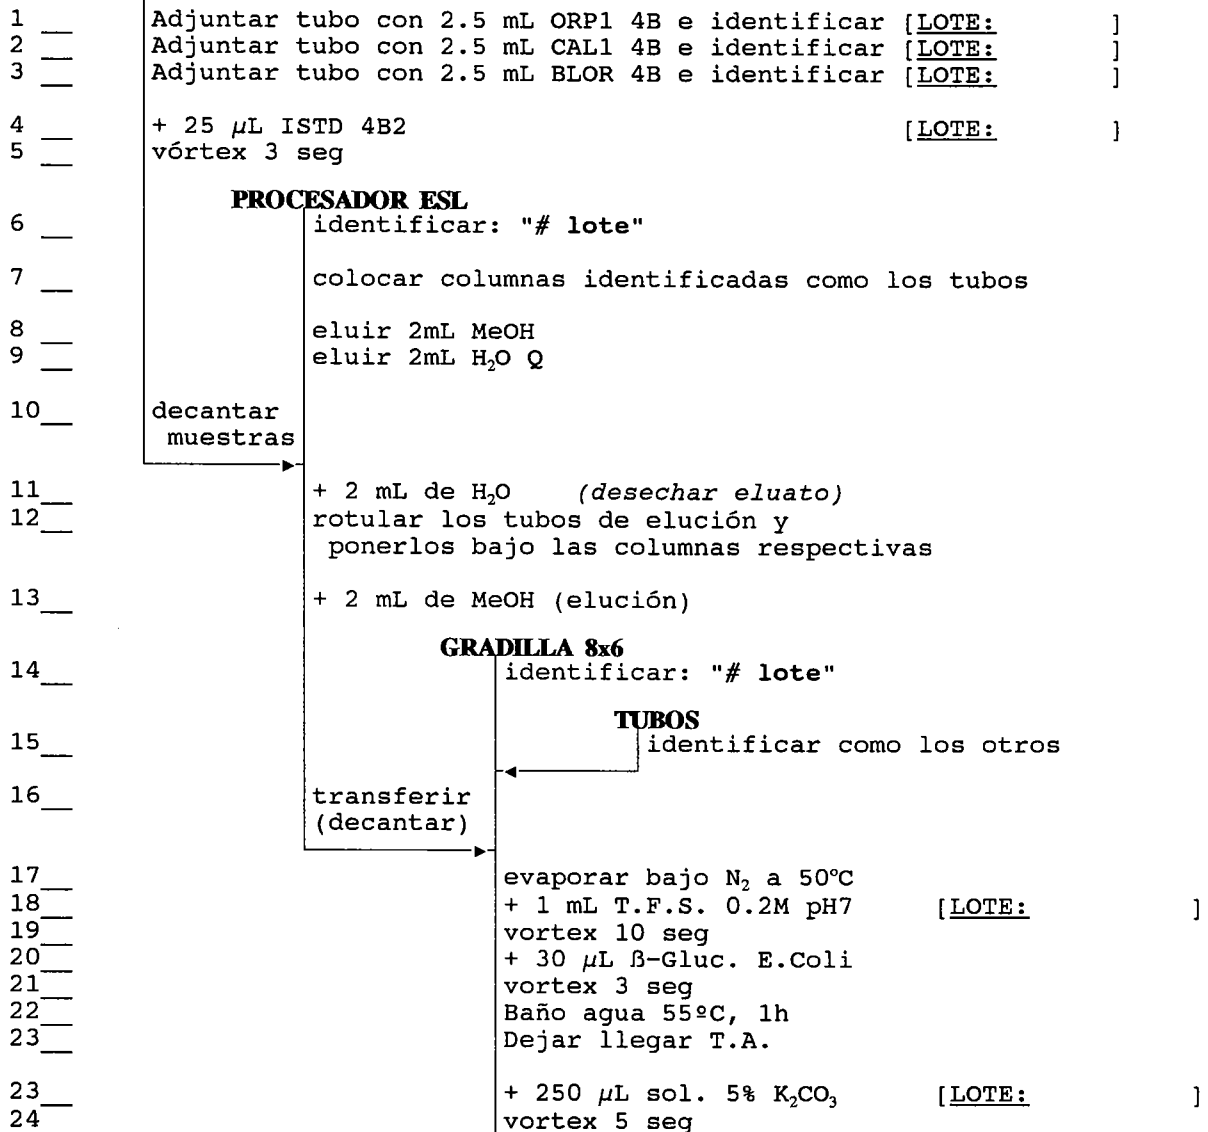 1 __ Adjuntar tubo con 2.5 mL ORP1 4B e identificar [LOTE: ]
2 __ Adjuntar tubo con 2.5 mL CAL1 4B e identificar [LOTE: ]
3 __ Adjuntar tubo con 2.5 mL BLOR 4B e identificar [LOTE: ]
4 __ + 25 µL ISTD 4B2 [LOTE: ]
5 __ vórtex 3 seg
PROCESADOR ESL
6 __ identificar: "# lote"
7 __ colocar columnas identificadas como los tubos
8 __ eluir 2mL MeOH
9 __ eluir 2mL H₂O Q
10__ decantar
muestras
11__ + 2 mL de H₂O (desechar eluato)
12__ rotular los tubos de elución y
ponerlos bajo las columnas respectivas
13__ + 2 mL de MeOH (elución)
GRADILLA 8x6
14__ identificar: "# lote"
TUBOS
15__ identificar como los otros
16__ transferir
(decantar)
17__ evaporar bajo N₂ a 50ºC
18__ + 1 mL T.F.S. 0.2M pH7 [LOTE: ]
19__ vortex 10 seg
20__ + 30 µL ß-Gluc. E.Coli
21__ vortex 3 seg
22__ Baño agua 55ºC, 1h
23__ Dejar llegar T.A.
23__ + 250 µL sol. 5% K₂CO₃ [LOTE: ]
24 vortex 5 seg